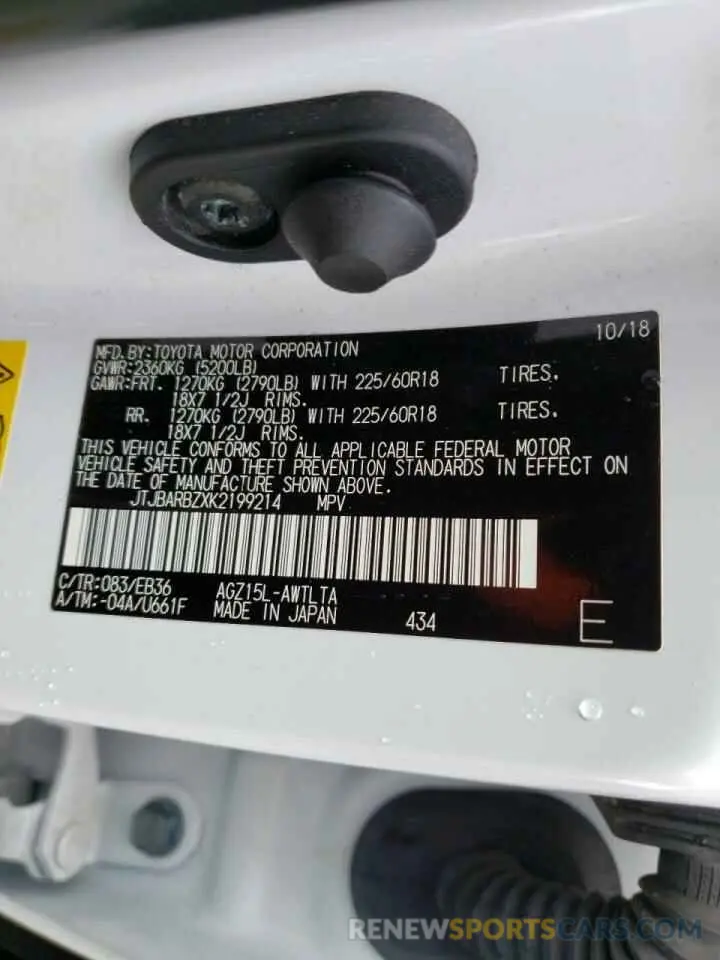 10/18
MFD. BY:TOYOTA MOTOR CORPORATION
GVWR:2360KG (5200LB)
GAWR:FRT. 1270KG (2790LB) WITH 225/60R18 TIRES.
18X7 1/2J RIMS.
RR. 1270KG (2790LB) WITH 225/60R18 TIRES.
18X7 1/2J RIMS.
THIS VEHICLE CONFORMS TO ALL APPLICABLE FEDERAL MOTOR
VEHICLE SAFETY AND THEFT PREVENTION STANDARDS IN EFFECT ON
THE DATE OF MANUFACTURE SHOWN ABOVE.
JTJBARBZXK2199214 MPV
C/TR:083/EB36 AGZ15L-AWTLTA
A/TM:-04A/U661F MADE IN JAPAN 434 E
RENEWSPORTSCARS.COM